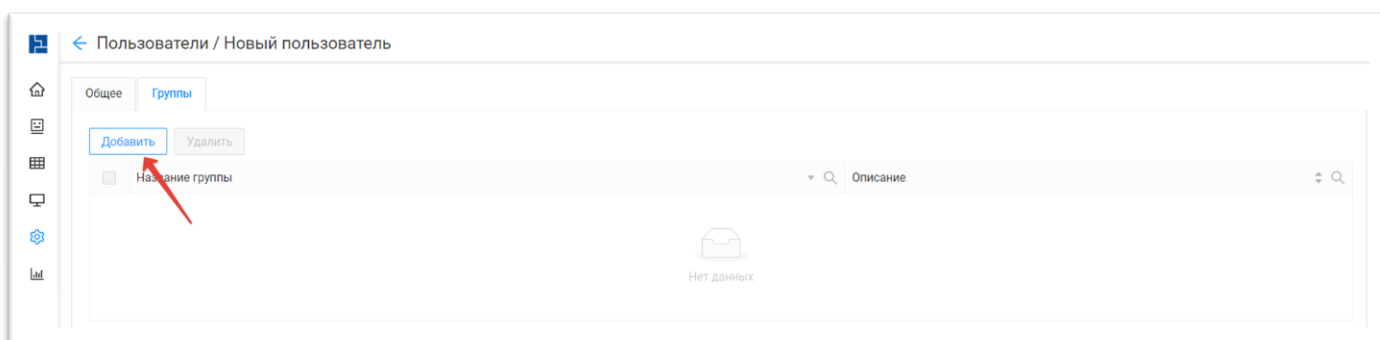 Пользователи / Новый пользователь
Общее Группы
Добавить Удалить
Название группы Описание
Нет данных